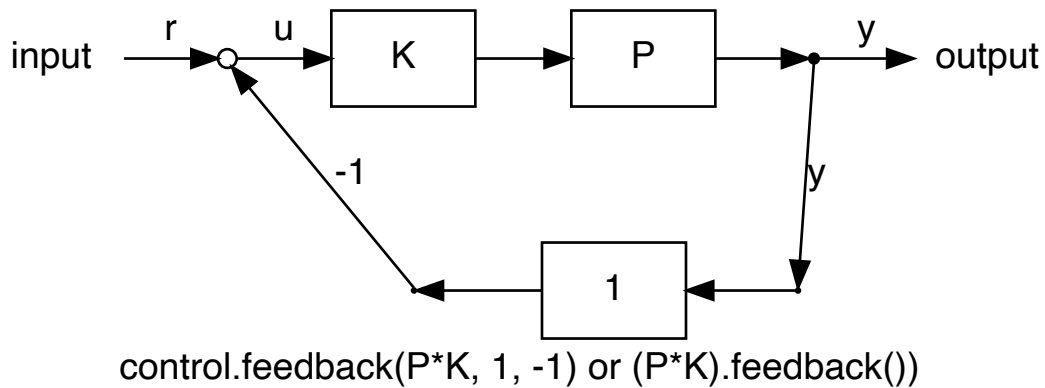 r
u
K
P
y
input
output
-1
y
1
control.feedback(P*K, 1, -1) or (P*K).feedback())